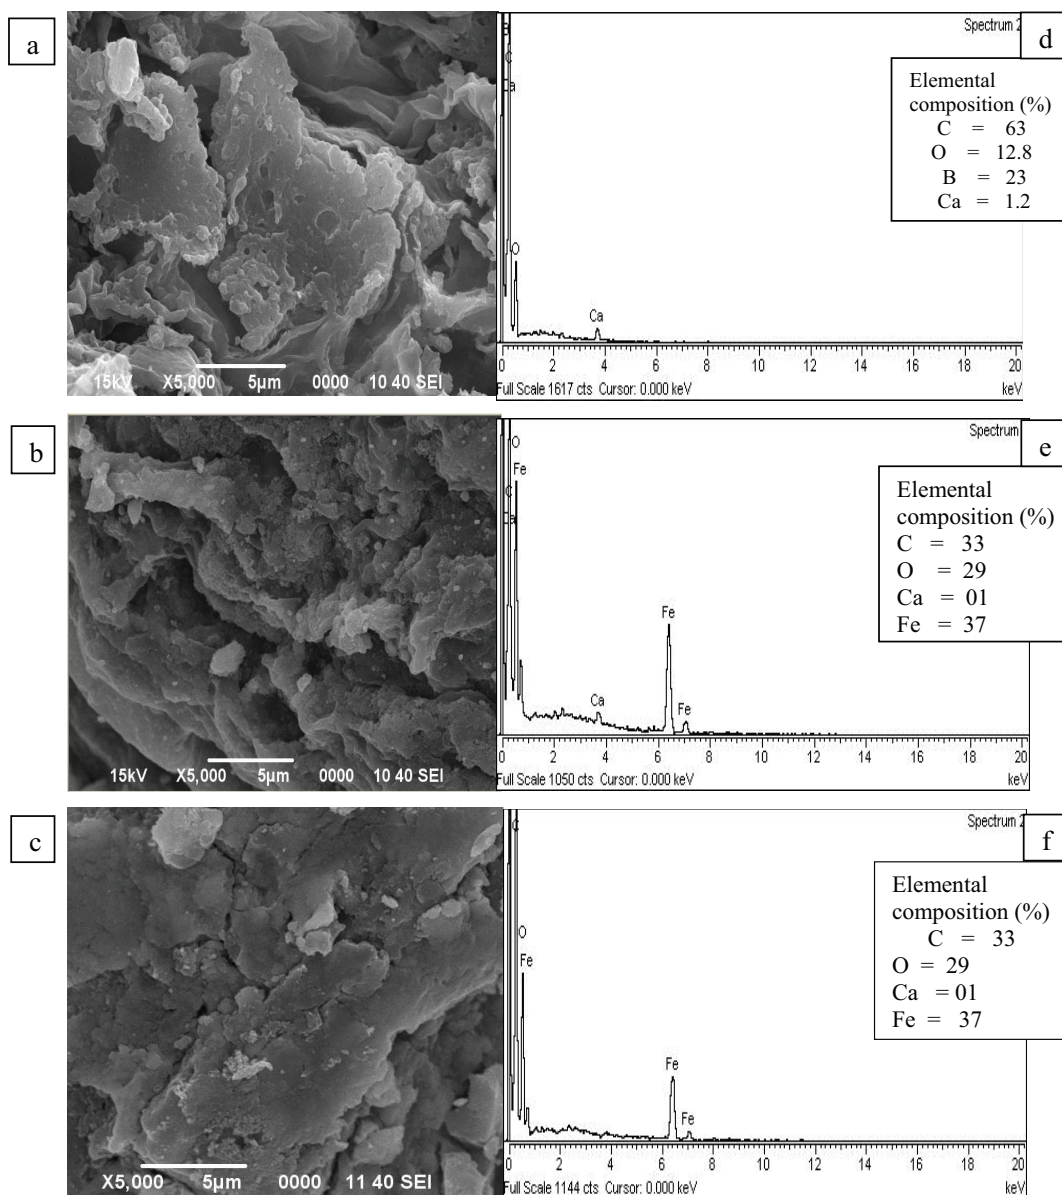 a
15kV X5,000 5µm 0000 10 40 SEI
Spectrum 2
d
Elemental
composition (%)
C = 63
O = 12.8
B = 23
Ca = 1.2
C
Ca
O
Ca
0 2 4 6 8 10 12 14 16 18 20
Full Scale 1617 cts Cursor: 0.000 keV keV
b
15kV X5,000 5µm 0000 10 40 SEI
Spectrum
e
Elemental
composition (%)
C = 33
O = 29
Ca = 01
Fe = 37
O
Fe
C
Ca
Fe
Ca
Fe
0 2 4 6 8 10 12 14 16 18 20
Full Scale 1050 cts Cursor: 0.000 keV keV
c
X5,000 5µm 0000 11 40 SEI
Spectrum 2
f
Elemental
composition (%)
C = 33
O = 29
Ca = 01
Fe = 37
C
O
Fe
Fe
Fe
0 2 4 6 8 10 12 14 16 18 20
Full Scale 1144 cts Cursor: 0.000 keV keV